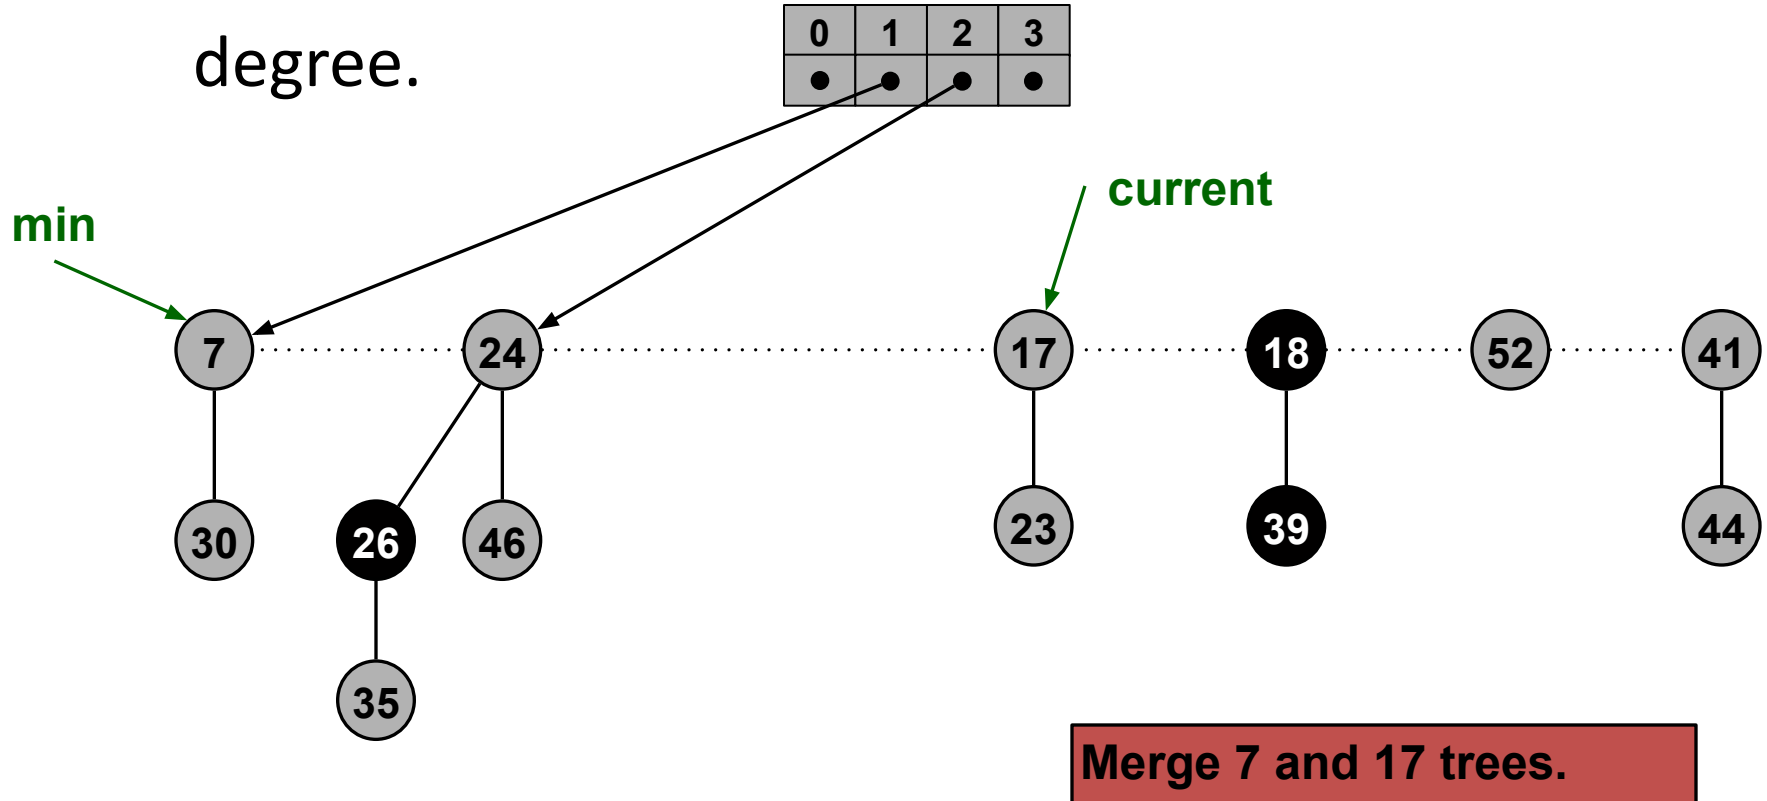 degree.
0 1 2 3
current
min
7 24 17 18 52 41
30 26 46 23 39 44
35
Merge 7 and 17 trees.